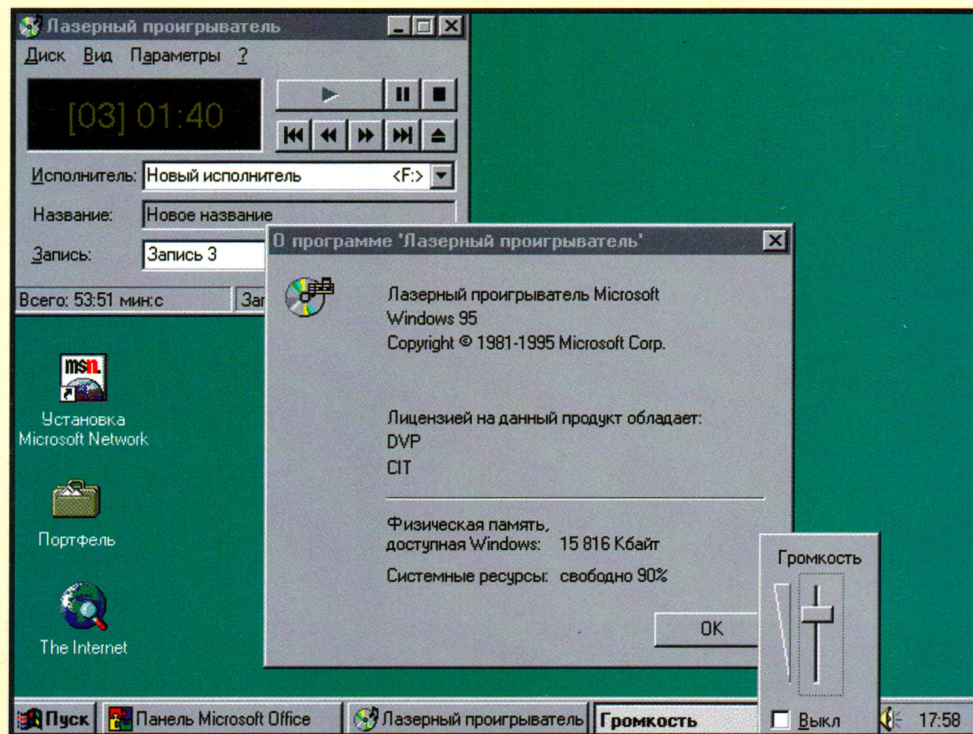 Лазерный проигрыватель
Диск Вид Параметры ?
[03] 01:40
Исполнитель: Новый исполнитель <F:>
Название: Новое название
Запись: Запись 3
Всего: 53:51 мин:с
О программе 'Лазерный проигрыватель'
Лазерный проигрыватель Microsoft
Windows 95
Copyright © 1981-1995 Microsoft Corp.
Лицензией на данный продукт обладает:
DVP
CIT
Физическая память,
доступная Windows: 15 816 Кбайт
Системные ресурсы: свободно 90%
OK
msn.
Установка
Microsoft Network
Портфель
The Internet
Громкость
Выкл
Пуск Панель Microsoft Office Лазерный проигрыватель Громкость 17:58